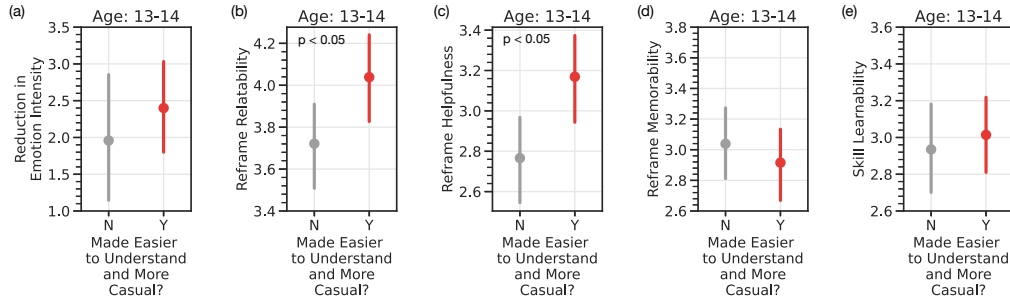 (a)
Age: 13-14
Reduction in
Emotion Intensity
3.5
3.0
2.5
2.0
1.5
1.0
N
Y
Made Easier
to Understand
and More
Casual?
(b)
Age: 13-14
p < 0.05
Reframe Relatability
4.2
4.0
3.8
3.6
3.4
N
Y
Made Easier
to Understand
and More
Casual?
(c)
Age: 13-14
p < 0.05
Reframe Helpfulness
3.4
3.2
3.0
2.8
2.6
N
Y
Made Easier
to Understand
and More
Casual?
(d)
Age: 13-14
Reframe Memorability
3.8
3.6
3.4
3.2
3.0
2.8
2.6
N
Y
Made Easier
to Understand
and More
Casual?
(e)
Age: 13-14
Skill Learnability
3.6
3.4
3.2
3.0
2.8
2.6
N
Y
Made Easier
to Understand
and More
Casual?